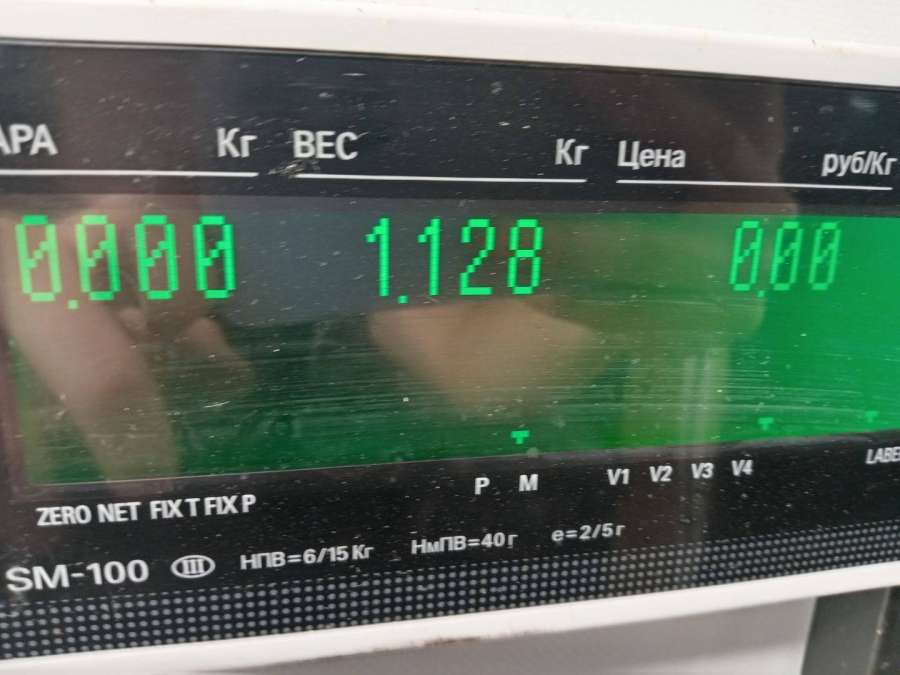 АРА Кг ВЕС Кг Цена руб/Кг
0.000 1.128 0.00
P M V1 V2 V3 V4 LABE
ZERO NET FIX T FIX P
SM-100 III НПВ=6/15 Кг НмПВ=40 г e=2/5 г